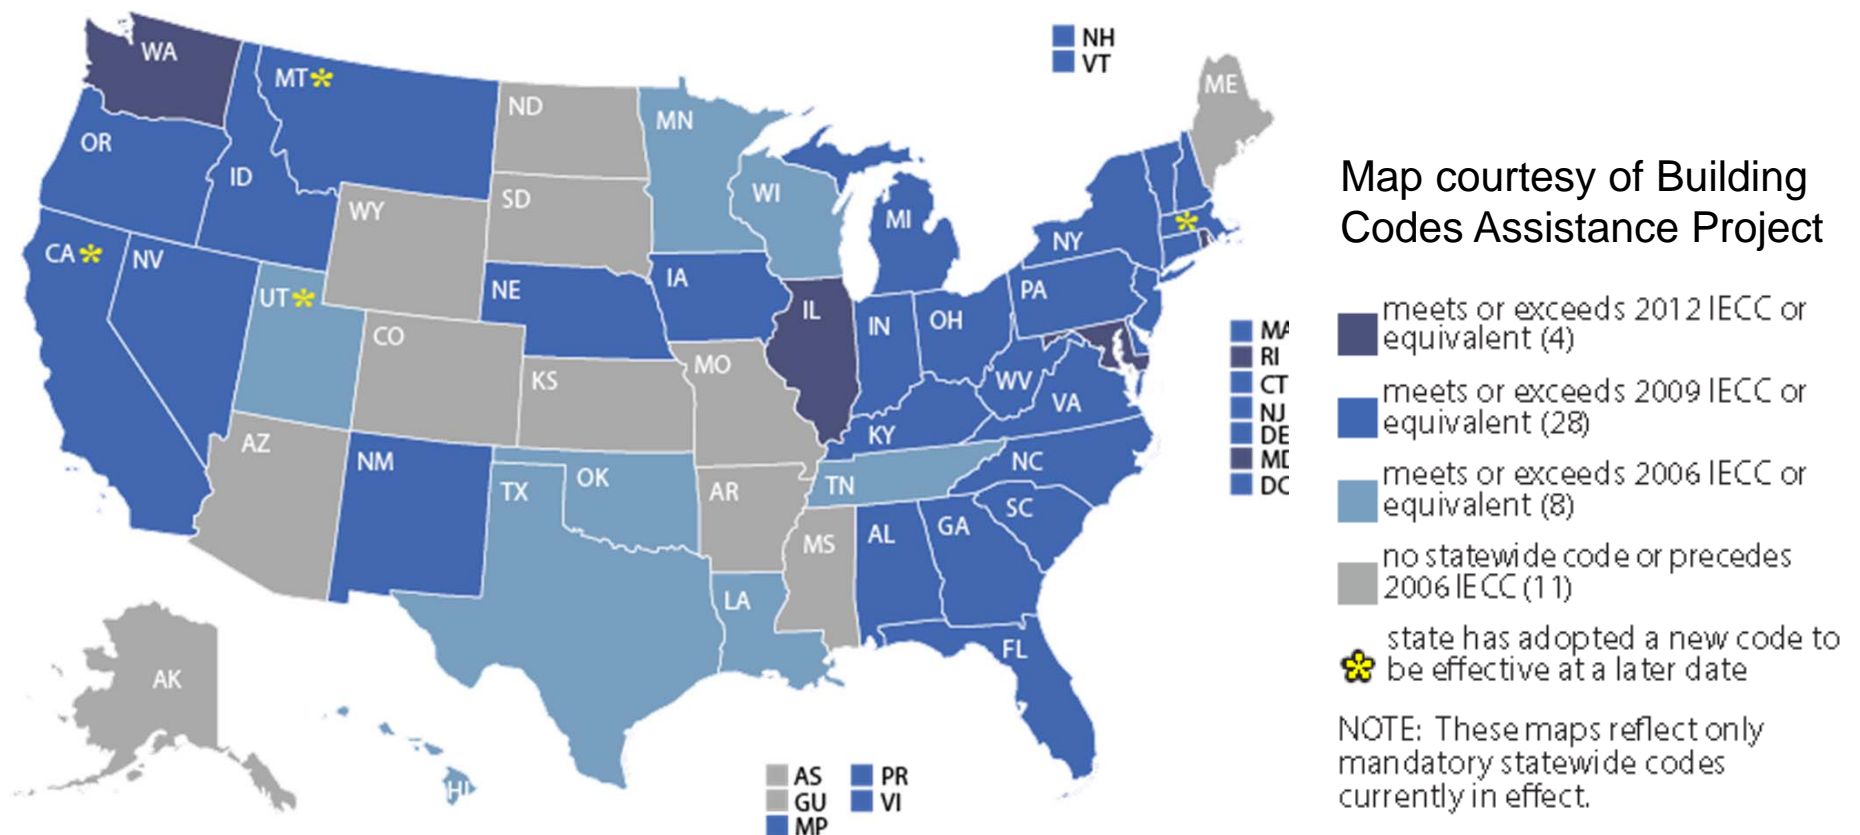 WA
MT*
ND
MN
OR
ID
WY
SD
WI
MI
ME
NH
VT
NY
CA*
NV
UT*
NE
IA
IL
IN
OH
PA
*
CO
KS
MO
WV
VA
KY
AZ
NM
TX
OK
AR
TN
NC
SC
MS
AL
GA
LA
FL
AK
HI
MA
RI
CT
NJ
DE
MD
DC
AS
GU
MP
PR
VI
Map courtesy of Building
Codes Assistance Project
meets or exceeds 2012 IECC or
equivalent (4)
meets or exceeds 2009 IECC or
equivalent (28)
meets or exceeds 2006 IECC or
equivalent (8)
no statewide code or precedes
2006 IECC (11)
state has adopted a new code to
be effective at a later date
NOTE: These maps reflect only
mandatory statewide codes
currently in effect.